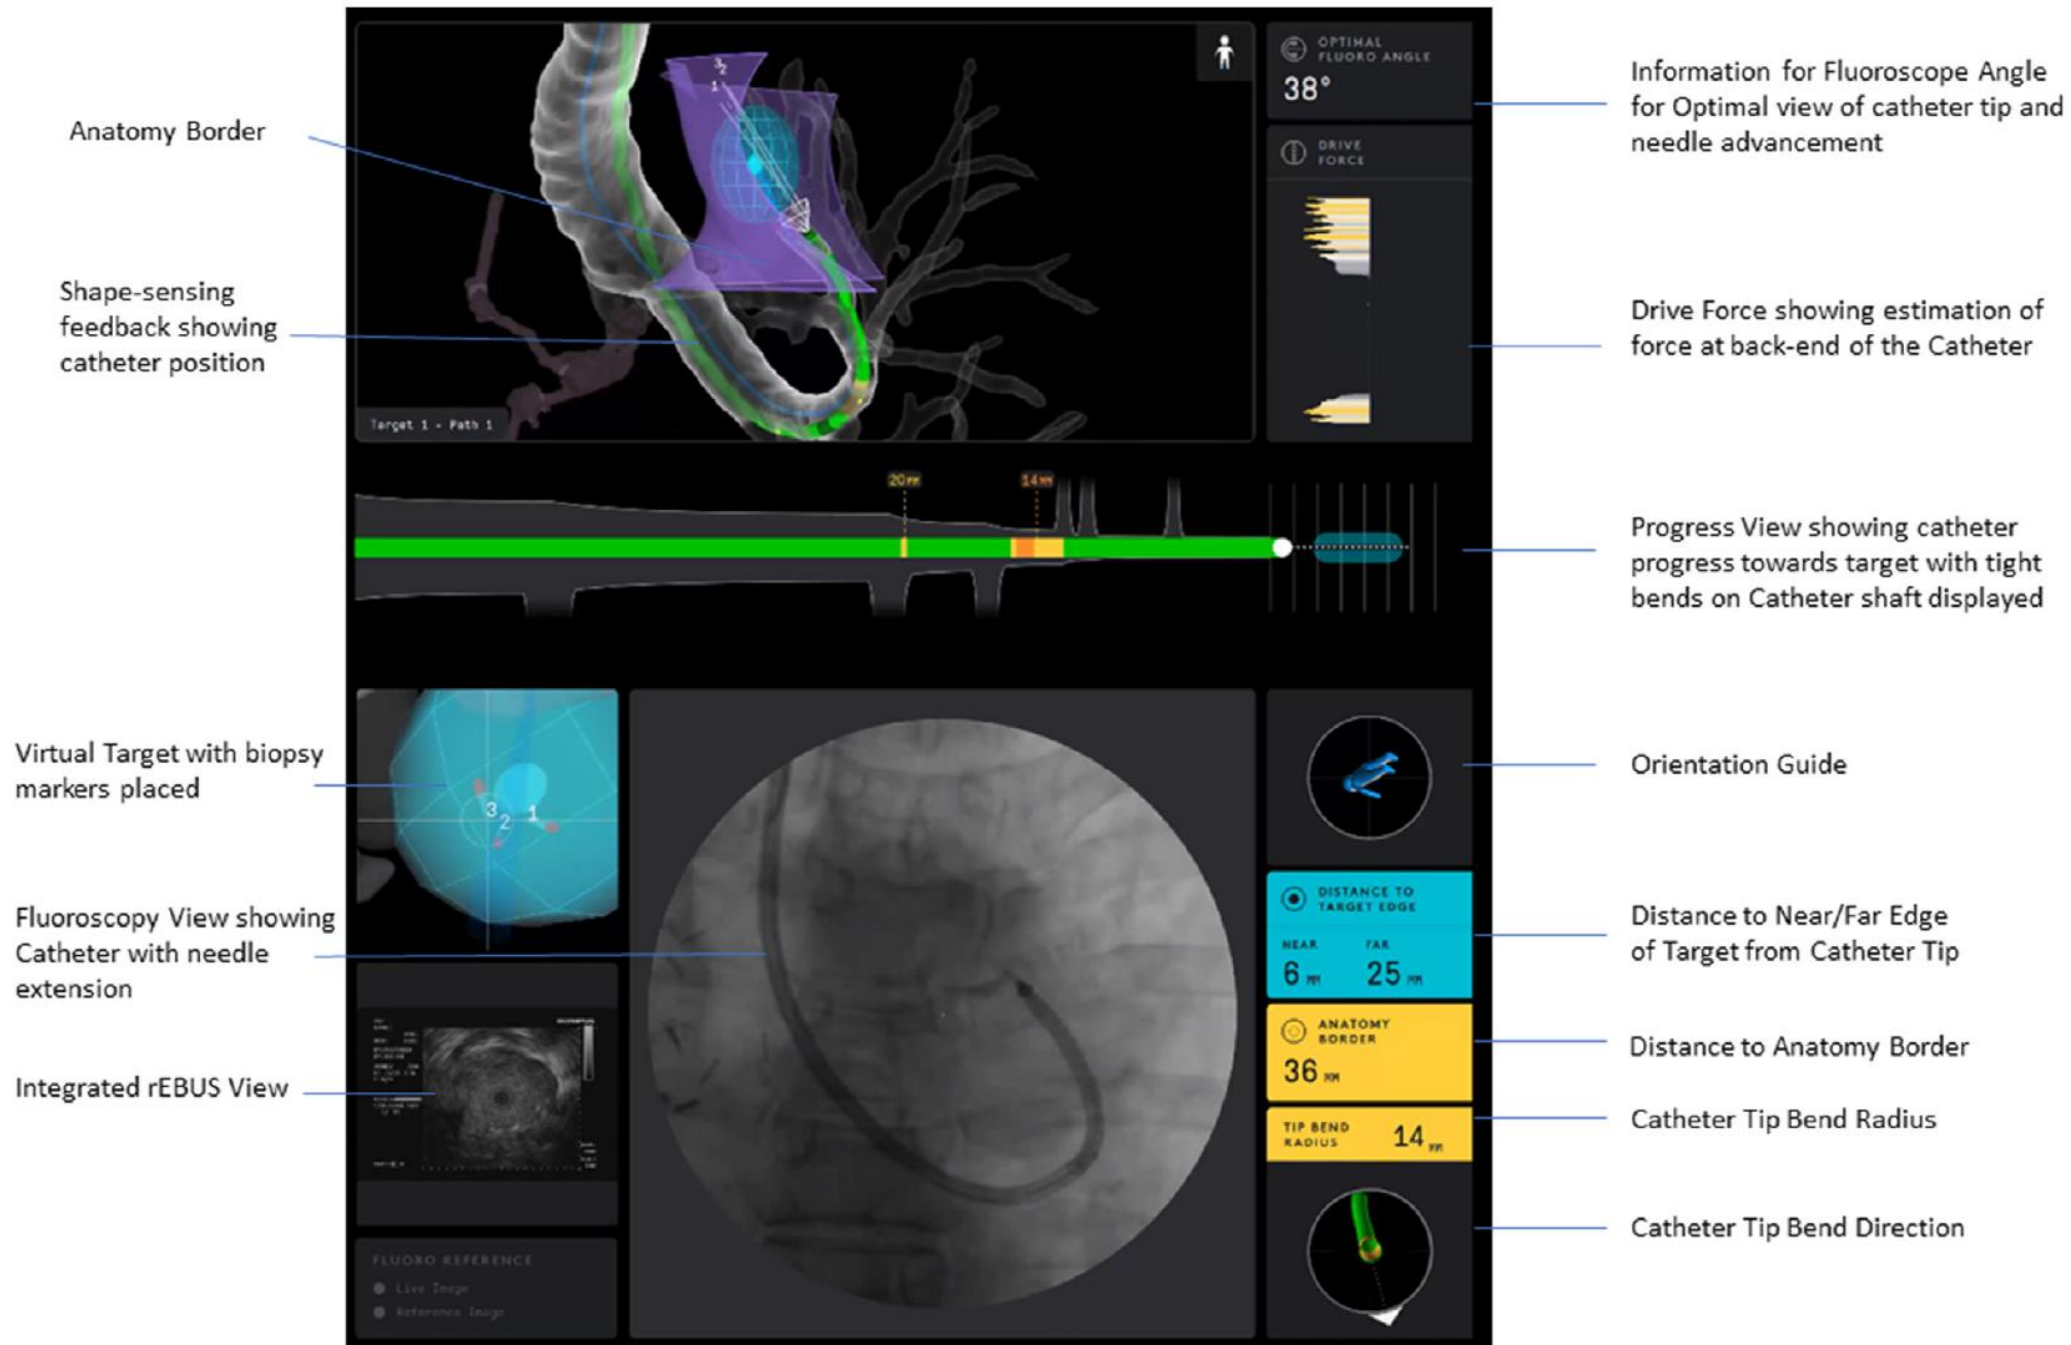 Anatomy Border
Shape-sensing
feedback showing
catheter position
Virtual Target with biopsy
markers placed
Fluoroscopy View showing
Catheter with needle
extension
Integrated rEBUS View
3
2
1
Target 1 - Path 1
OPTIMAL
FLUORO ANGLE
38°
DRIVE
FORCE
20 MM
14 MM
3
2
1
FLUORO REFERENCE
Live Image
Reference Image
DISTANCE TO
TARGET EDGE
NEAR FAR
6 MM 25 MM
ANATOMY
BORDER
36 MM
TIP BEND
RADIUS 14 MM
Information for Fluoroscope Angle
for Optimal view of catheter tip and
needle advancement
Drive Force showing estimation of
force at back-end of the Catheter
Progress View showing catheter
progress towards target with tight
bends on Catheter shaft displayed
Orientation Guide
Distance to Near/Far Edge
of Target from Catheter Tip
Distance to Anatomy Border
Catheter Tip Bend Radius
Catheter Tip Bend Direction